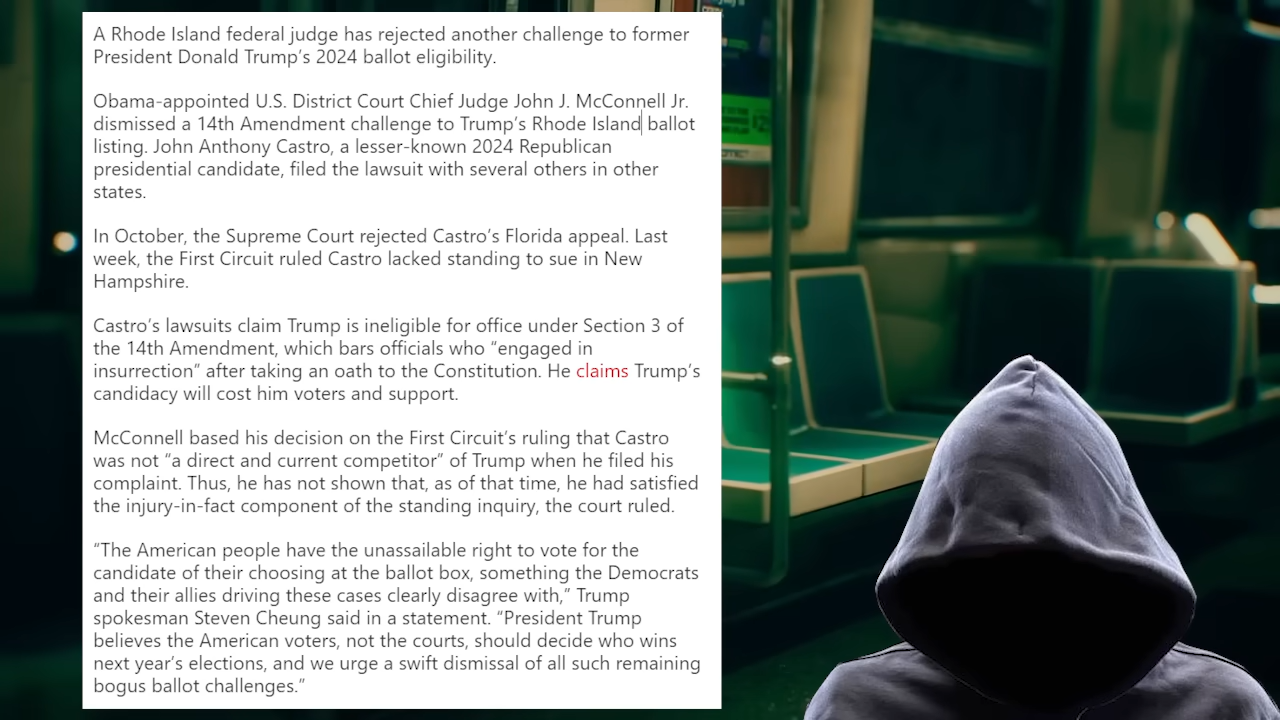 A Rhode Island federal judge has rejected another challenge to former
President Donald Trump’s 2024 ballot eligibility.
Obama-appointed U.S. District Court Chief Judge John J. McConnell Jr.
dismissed a 14th Amendment challenge to Trump’s Rhode Island ballot
listing. John Anthony Castro, a lesser-known 2024 Republican
presidential candidate, filed the lawsuit with several others in other
states.
In October, the Supreme Court rejected Castro’s Florida appeal. Last
week, the First Circuit ruled Castro lacked standing to sue in New
Hampshire.
Castro’s lawsuits claim Trump is ineligible for office under Section 3 of
the 14th Amendment, which bars officials who “engaged in
insurrection” after taking an oath to the Constitution. He claims Trump’s
candidacy will cost him voters and support.
McConnell based his decision on the First Circuit’s ruling that Castro
was not “a direct and current competitor” of Trump when he filed his
complaint. Thus, he has not shown that, as of that time, he had satisfied
the injury-in-fact component of the standing inquiry, the court ruled.
“The American people have the unassailable right to vote for the
candidate of their choosing at the ballot box, something the Democrats
and their allies driving these cases clearly disagree with,” Trump
spokesman Steven Cheung said in a statement. “President Trump
believes the American voters, not the courts, should decide who wins
next year’s elections, and we urge a swift dismissal of all such remaining
bogus ballot challenges.”